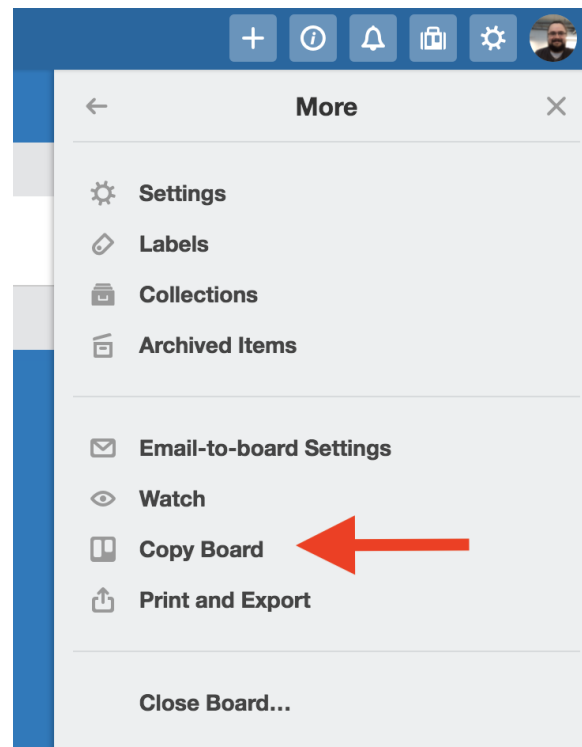 More
Settings
Labels
Collections
Archived Items
Email-to-board Settings
Watch
Copy Board
Print and Export
Close Board...